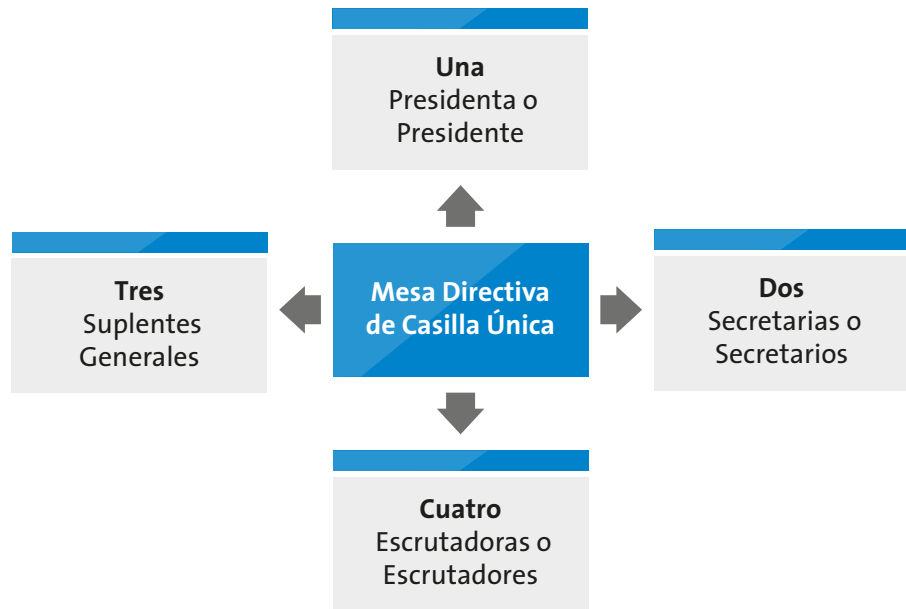 Una
Presidenta o
Presidente
Tres
Suplentes
Generales
Mesa Directiva
de Casilla Única
Dos
Secretarias o
Secretarios
Cuatro
Escrutadoras o
Escrutadores